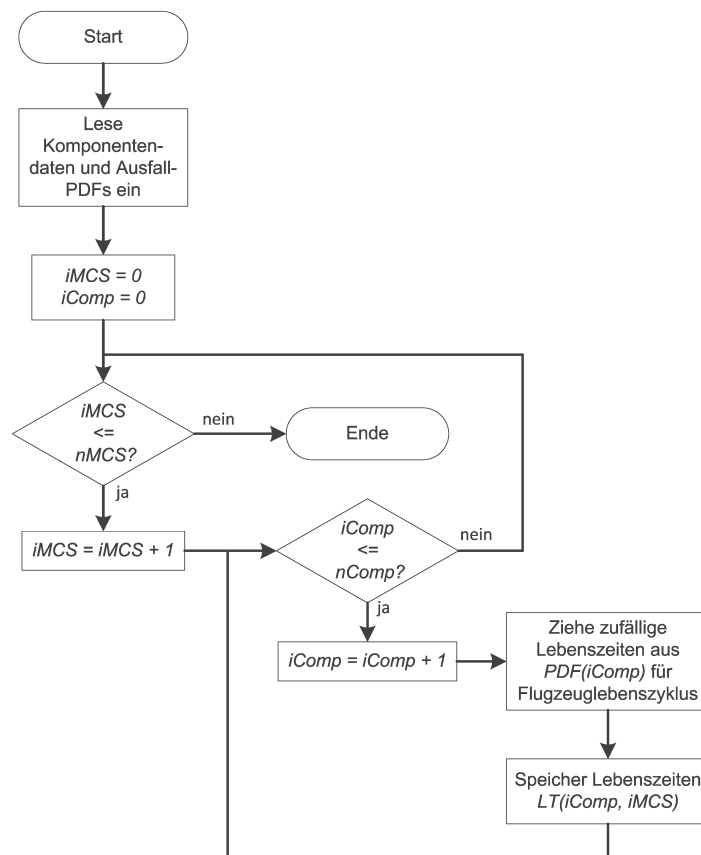 Start
Lese
Komponenten-
daten und Ausfall-
PDFs ein
iMCS = 0
iComp = 0
iMCS
<=
nMCS?
nein
Ende
ja
iMCS = iMCS + 1
iComp
<=
nComp?
nein
ja
iComp = iComp + 1
Ziehe zufällige
Lebenszeiten aus
PDF(iComp) für
Flugzeuglebenszyklus
Speicher Lebenszeiten
LT(iComp, iMCS)